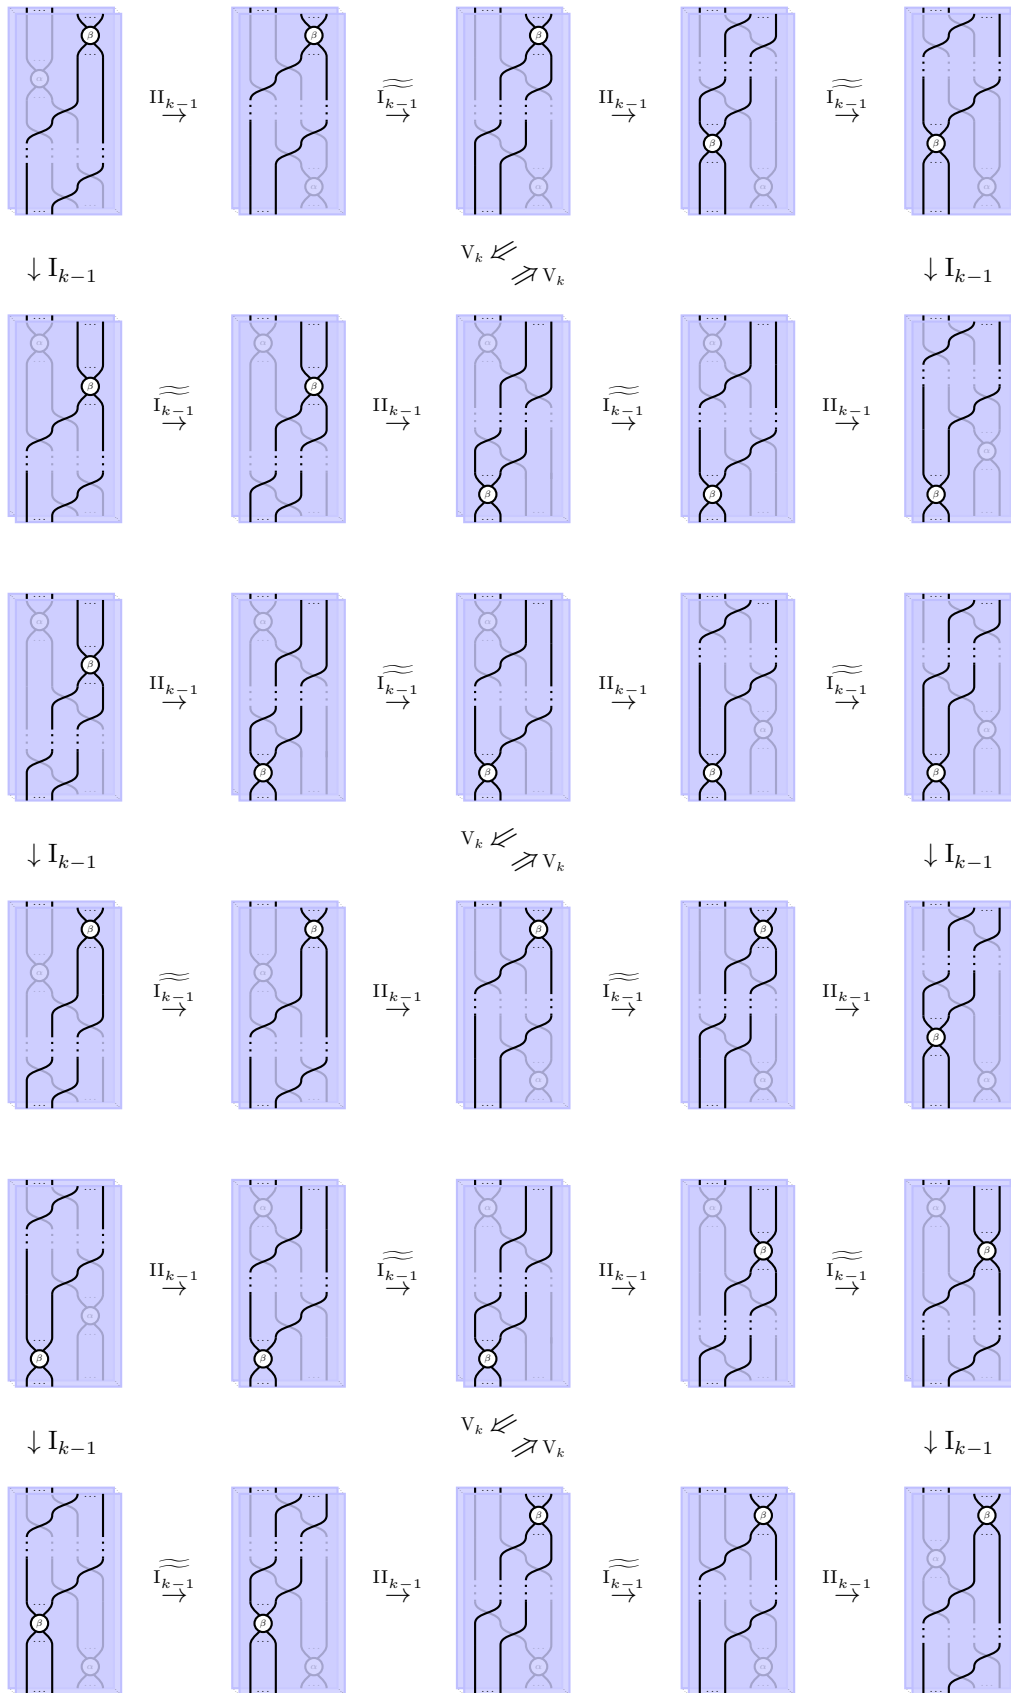 β β β β β
α α α α α
II_{k−1} → Ĩ_{k−1} → II_{k−1} → Ĩ_{k−1} →
↓ I_{k−1} V_k ⇙ ⇗ V_k ↓ I_{k−1}
α α α α α
β β β β β
Ĩ_{k−1} → II_{k−1} → Ĩ_{k−1} → II_{k−1} →
α α α α α
β β β β β
II_{k−1} → Ĩ_{k−1} → II_{k−1} → Ĩ_{k−1} →
↓ I_{k−1} V_k ⇙ ⇗ V_k ↓ I_{k−1}
β β β β β
α α α α α
Ĩ_{k−1} → II_{k−1} → Ĩ_{k−1} → II_{k−1} →
α α α α α
β β β β β
II_{k−1} → Ĩ_{k−1} → II_{k−1} → Ĩ_{k−1} →
↓ I_{k−1} V_k ⇙ ⇗ V_k ↓ I_{k−1}
β β β β β
α α α α α
Ĩ_{k−1} → II_{k−1} → Ĩ_{k−1} → II_{k−1} →